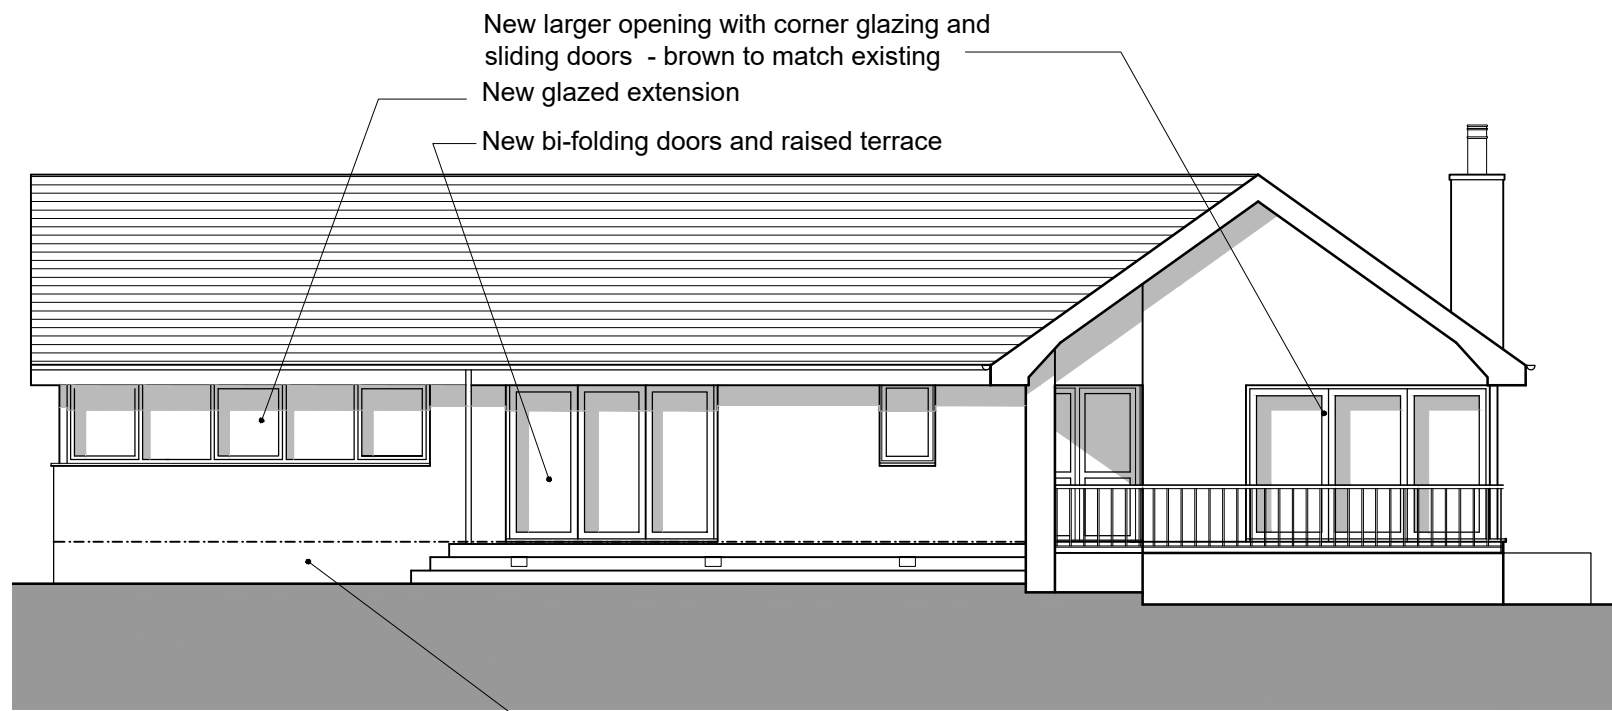 New larger opening with corner glazing and
sliding doors - brown to match existing
New glazed extension
New bi-folding doors and raised terrace